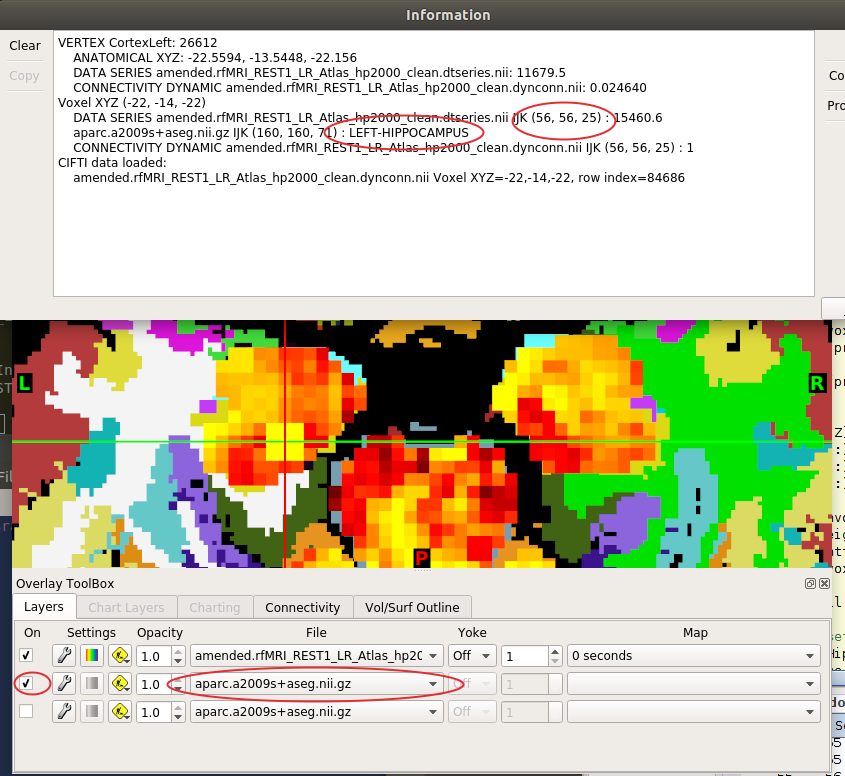 Information
Clear
Copy
VERTEX CortexLeft: 26612
ANATOMICAL XYZ: -22.5594, -13.5448, -22.156
DATA SERIES amended.rfMRI_REST1_LR_Atlas_hp2000_clean.dtseries.nii: 11679.5
CONNECTIVITY DYNAMIC amended.rfMRI_REST1_LR_Atlas_hp2000_clean.dynconn.nii: 0.024640
Voxel XYZ (-22, -14, -22)
DATA SERIES amended.rfMRI_REST1_LR_Atlas_hp2000_clean.dtseries.nii IJK (56, 56, 25) : 15460.6
aparc.a2009s+aseg.nii.gz IJK (160, 160, 71) : LEFT-HIPPOCAMPUS
CONNECTIVITY DYNAMIC amended.rfMRI_REST1_LR_Atlas_hp2000_clean.dynconn.nii IJK (56, 56, 25) : 1
CIFTI data loaded:
amended.rfMRI_REST1_LR_Atlas_hp2000_clean.dynconn.nii Voxel XYZ=-22,-14,-22, row index=84686
Co
Pro
L
R
P
Overlay ToolBox
Layers Chart Layers Charting Connectivity Vol/Surf Outline
On Settings Opacity File Yoke Map
1.0 amended.rfMRI_REST1_LR_Atlas_hp20 Off 1 0 seconds
1.0 aparc.a2009s+aseg.nii.gz Off 1
1.0 aparc.a2009s+aseg.nii.gz Off 1